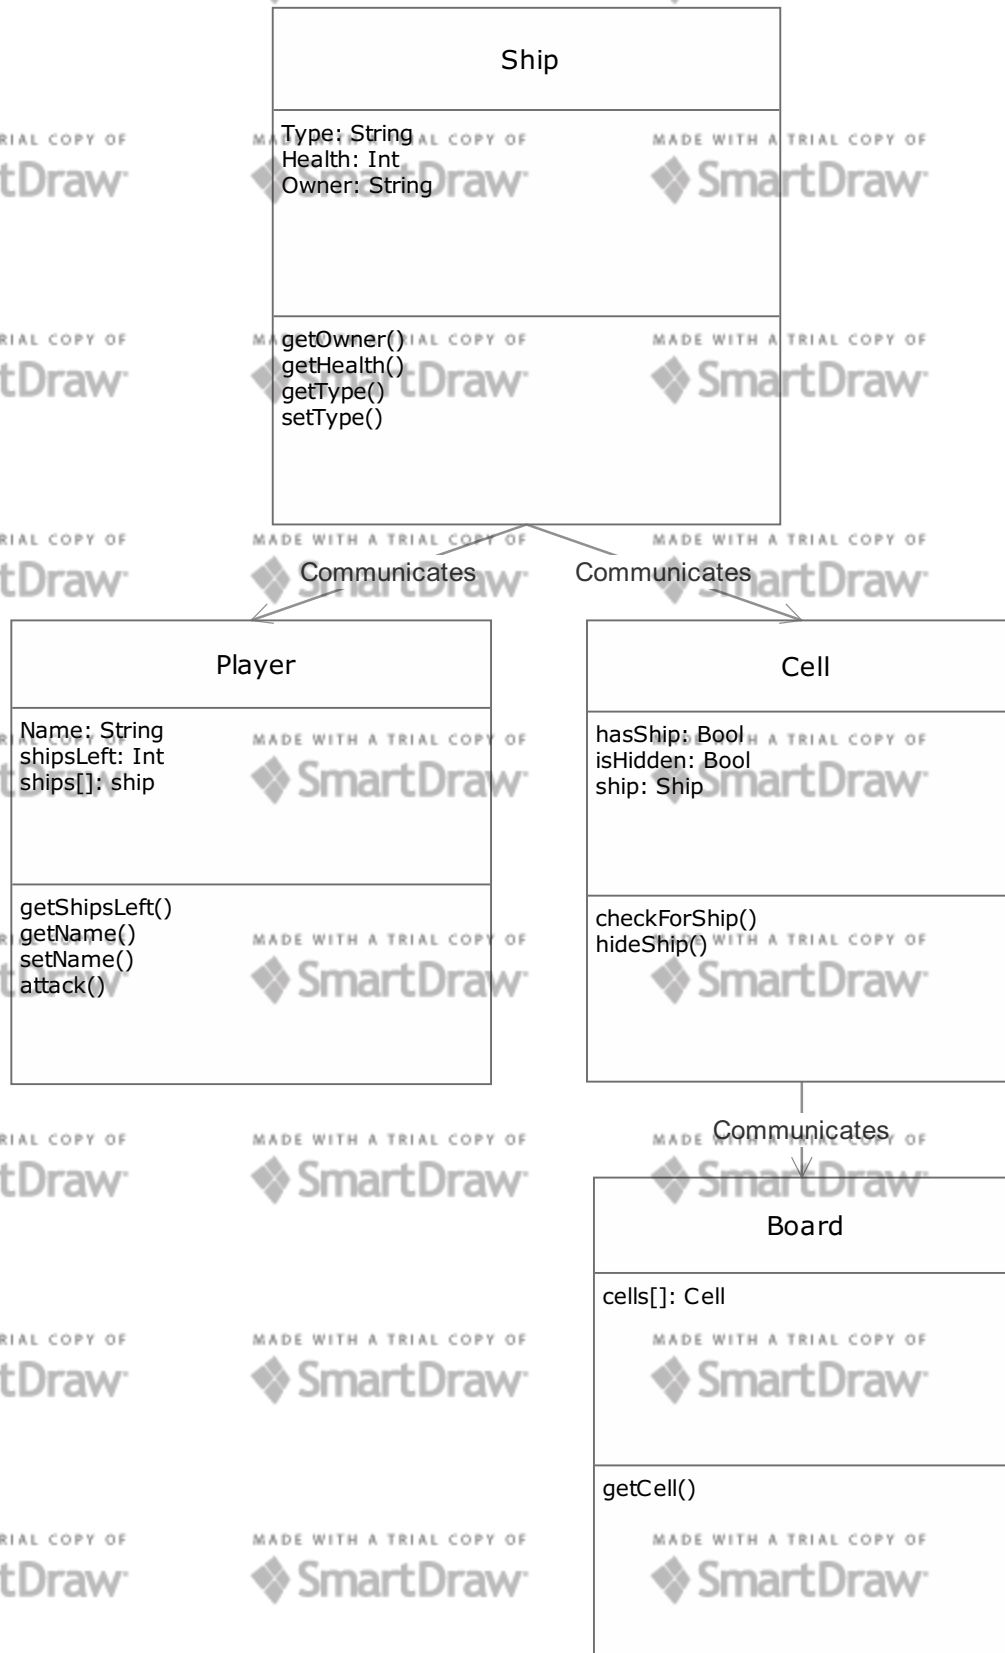 Ship
MADE WITH A TRIAL COPY OF
SmartDraw
Type: String
Health: Int
Owner: String
getOwner()
getHealth()
getType()
setType()
Communicates
Communicates
Player
Name: String
shipsLeft: Int
ships[]: ship
getShipsLeft()
getName()
setName()
attack()
Cell
hasShip: Bool
isHidden: Bool
ship: Ship
checkForShip()
hideShip()
Communicates
Board
cells[]: Cell
getCell()